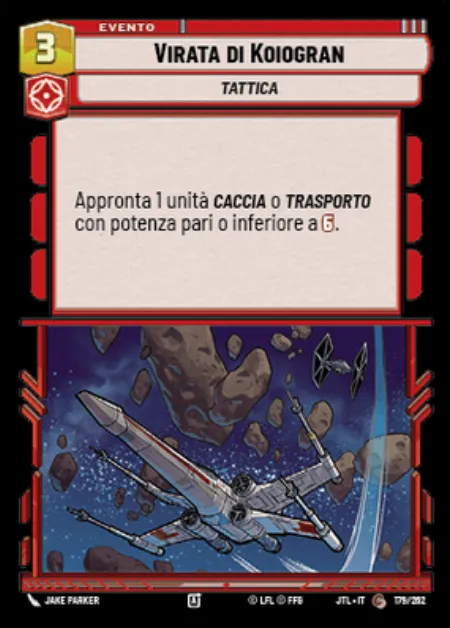 EVENTO
3
VIRATA DI KOIOGRAN
TATTICA
Appronta 1 unità CACCIA o TRASPORTO
con potenza pari o inferiore a 6.
JAKE PARKER
© LFL © FFG
JTL • IT
C
179/262